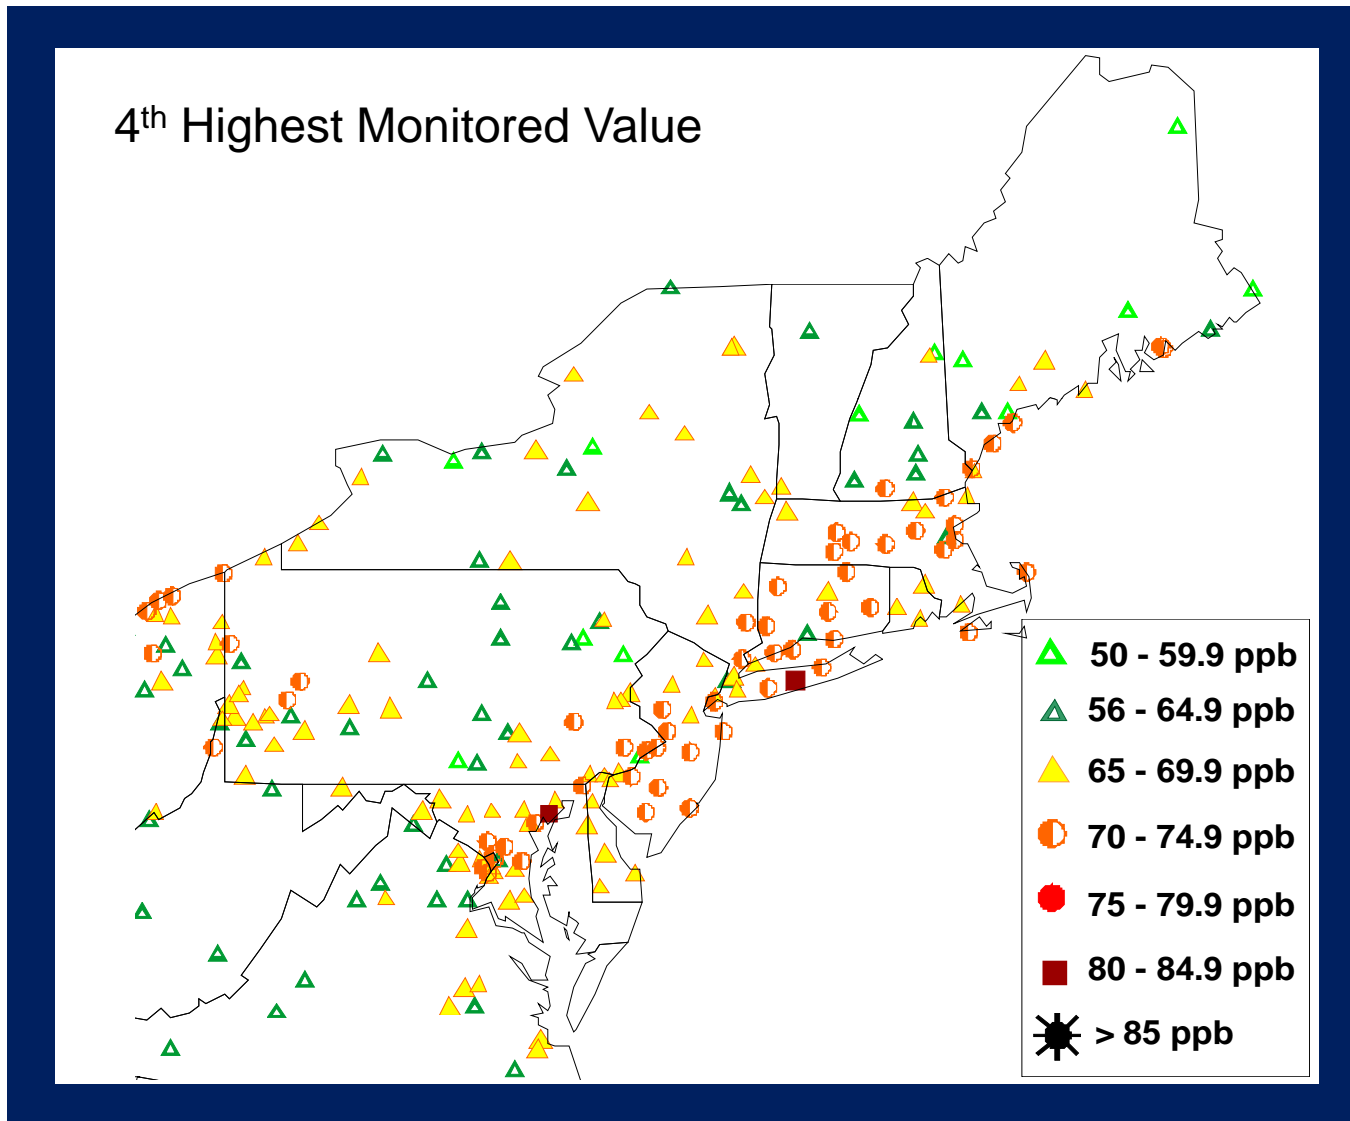 4th Highest Monitored Value
50 - 59.9 ppb
56 - 64.9 ppb
65 - 69.9 ppb
70 - 74.9 ppb
75 - 79.9 ppb
80 - 84.9 ppb
> 85 ppb